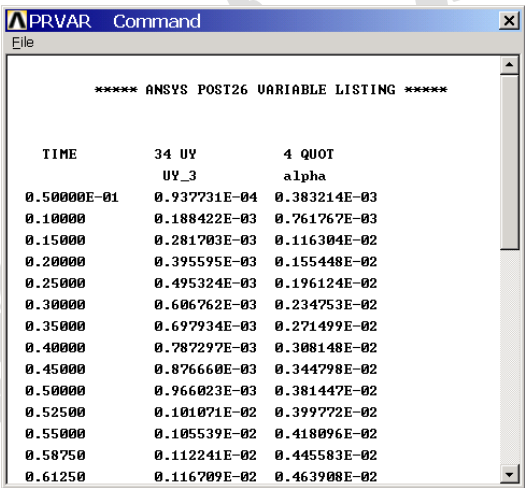 PRVAR Command
File
***** ANSYS POST26 VARIABLE LISTING *****
TIME 34 UY 4 QUOT
UY_3 alpha
0.50000E-01 0.937731E-04 0.383214E-03
0.10000 0.188422E-03 0.761767E-03
0.15000 0.281703E-03 0.116304E-02
0.20000 0.395595E-03 0.155448E-02
0.25000 0.495324E-03 0.196124E-02
0.30000 0.606762E-03 0.234753E-02
0.35000 0.697934E-03 0.271499E-02
0.40000 0.787297E-03 0.308148E-02
0.45000 0.876660E-03 0.344798E-02
0.50000 0.966023E-03 0.381447E-02
0.52500 0.101071E-02 0.399772E-02
0.55000 0.105539E-02 0.418096E-02
0.58750 0.112241E-02 0.445583E-02
0.61250 0.116709E-02 0.463908E-02